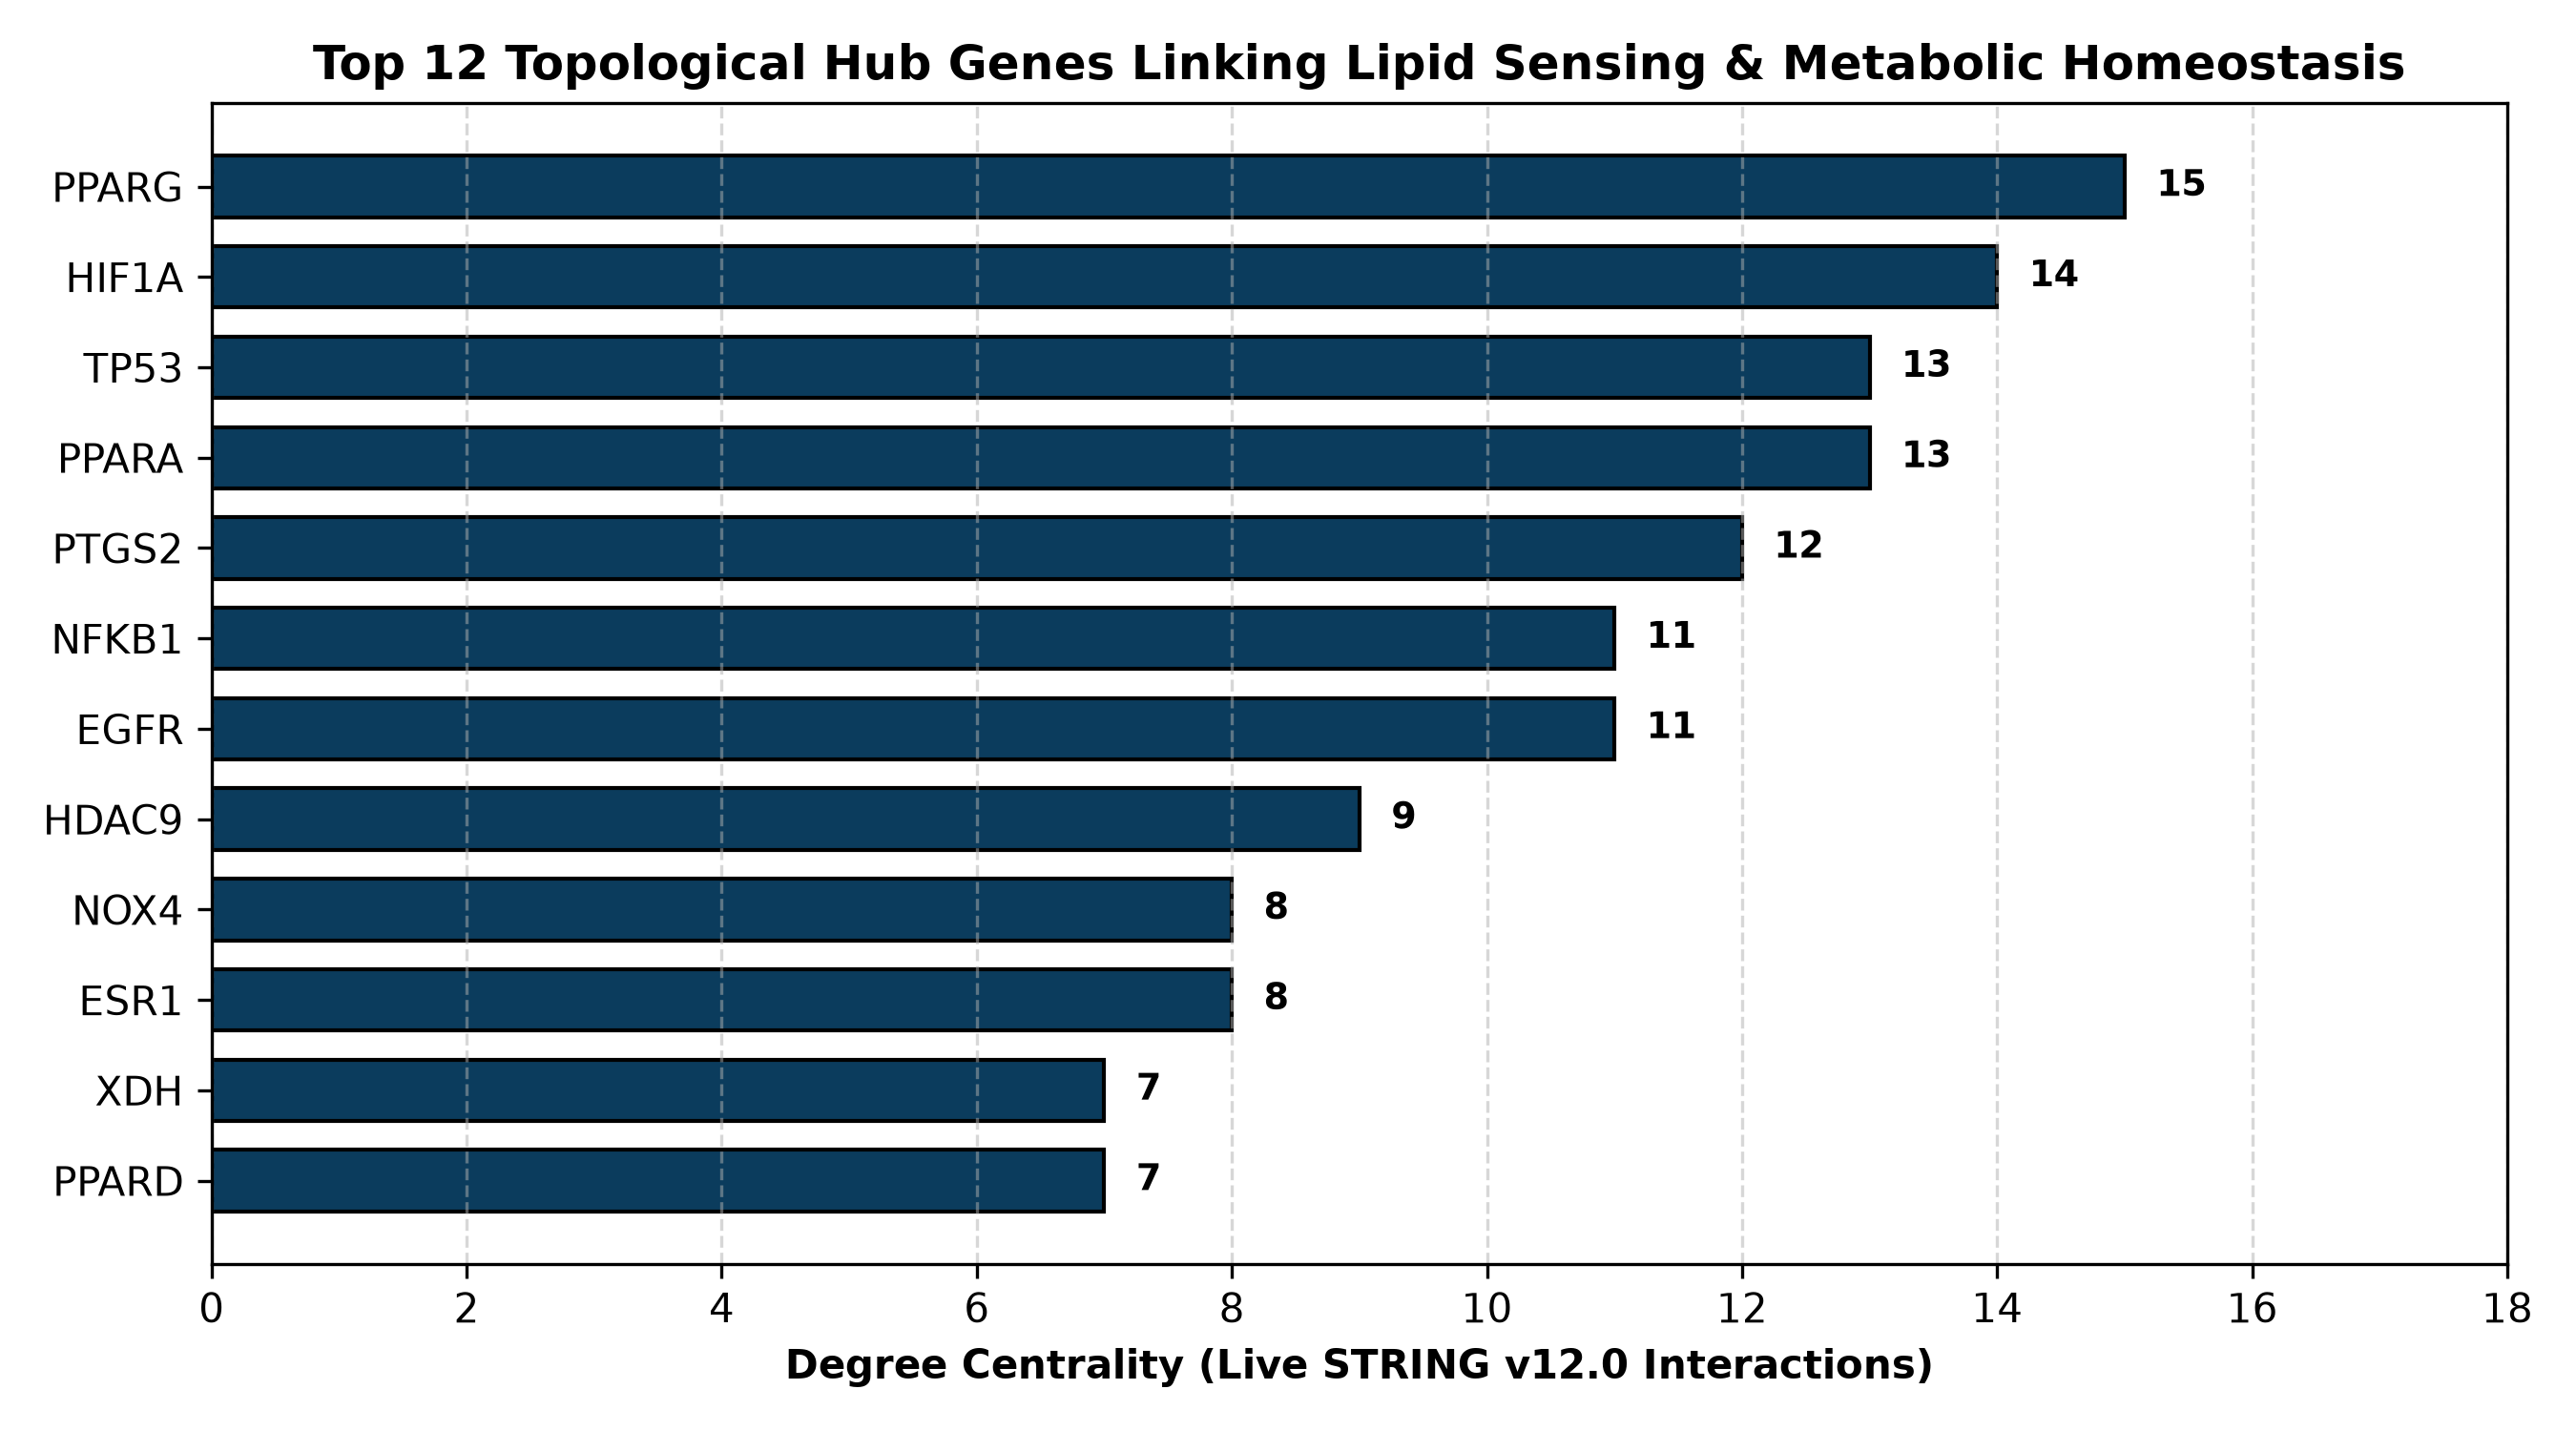 Top 12 Topological Hub Genes Linking Lipid Sensing & Metabolic Homeostasis
PPARG 15
HIF1A 14
TP53 13
PPARA 13
PTGS2 12
NFKB1 11
EGFR 11
HDAC9 9
NOX4 8
ESR1 8
XDH 7
PPARD 7
0 2 4 6 8 10 12 14 16 18
Degree Centrality (Live STRING v12.0 Interactions)